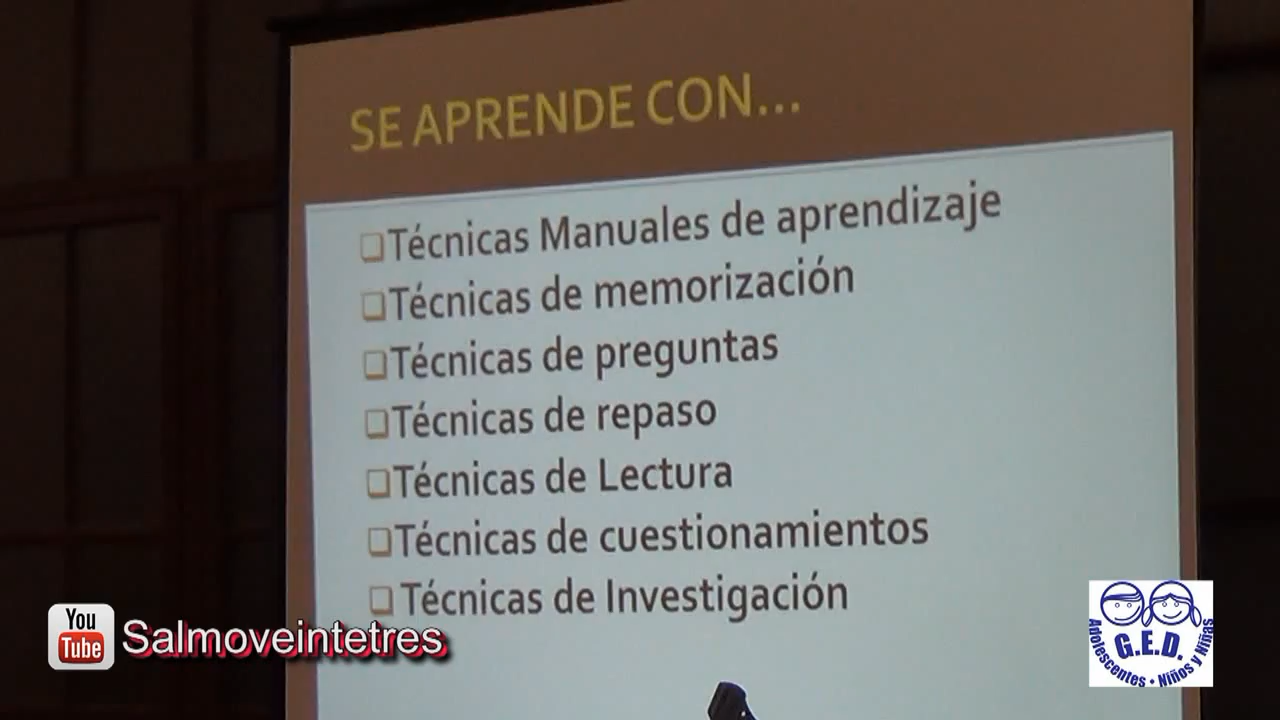 SE APRENDE CON...
❑Técnicas Manuales de aprendizaje
❑Técnicas de memorización
❑Técnicas de preguntas
❑Técnicas de repaso
❑Técnicas de Lectura
❑Técnicas de cuestionamientos
❑ Técnicas de Investigación
You
Tube
Salmoveintetres
G.E.D.
Adolescentes • Niños y Niñas